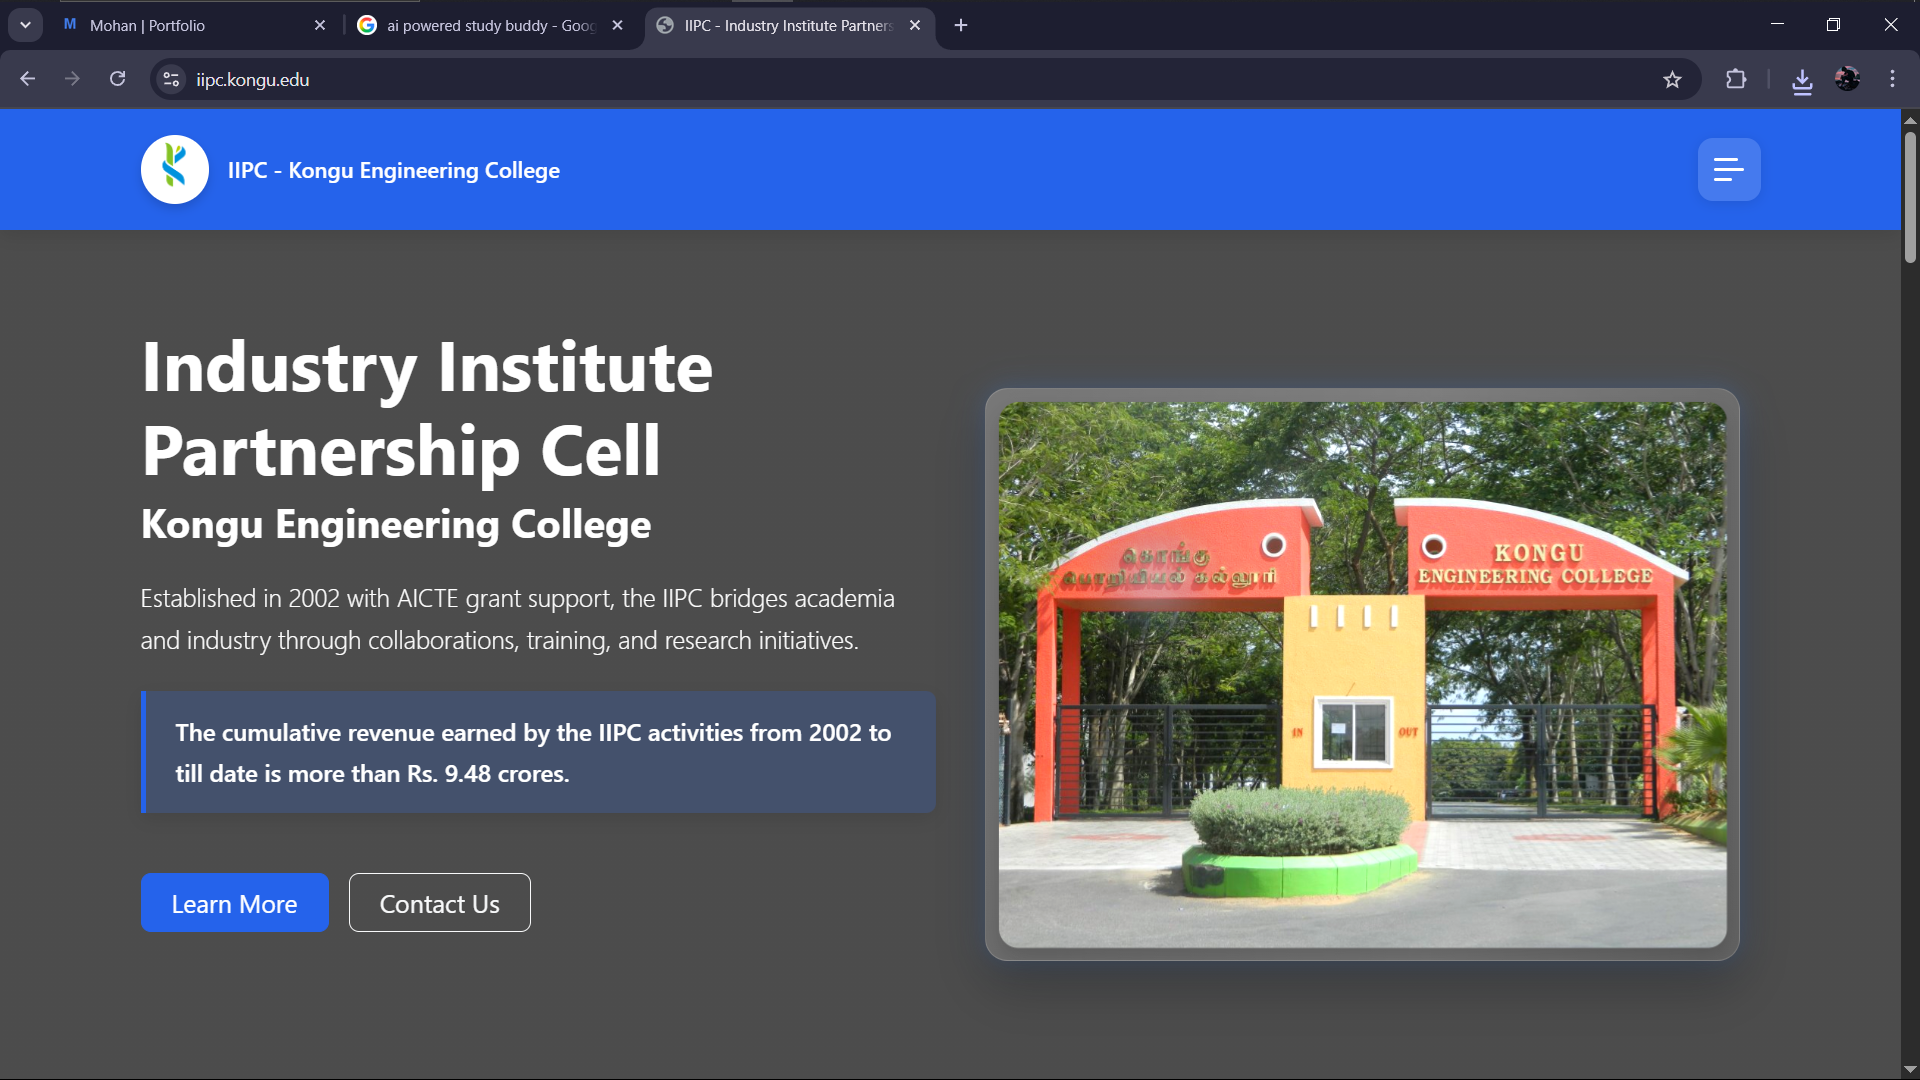 M Mohan | Portfolio
ai powered study buddy - Goog
IIPC - Industry Institute Partners
iipc.kongu.edu
IIPC - Kongu Engineering College
Industry Institute
Partnership Cell
Kongu Engineering College
Established in 2002 with AICTE grant support, the IIPC bridges academia
and industry through collaborations, training, and research initiatives.
The cumulative revenue earned by the IIPC activities from 2002 to
till date is more than Rs. 9.48 crores.
Learn More
Contact Us
கொங்கு
பொறியியல் கல்லூரி
KONGU
ENGINEERING COLLEGE
IN
OUT